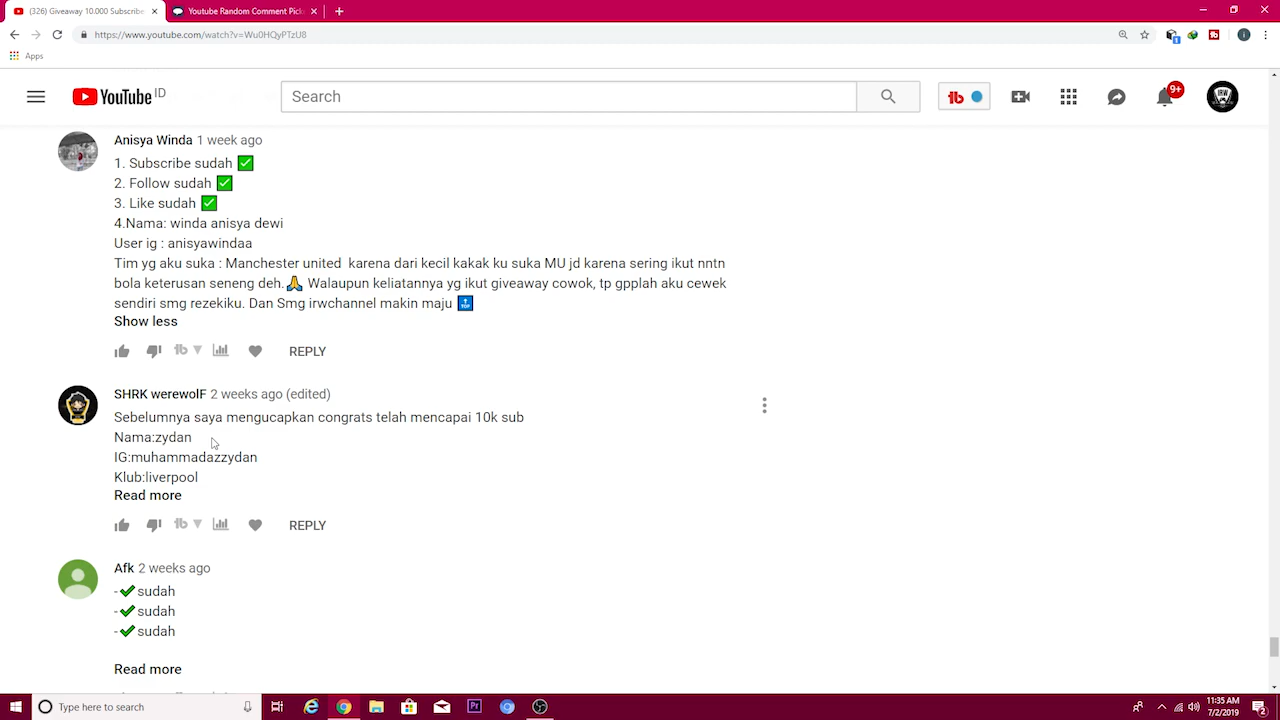 (326) Giveaway 10.000 Subscribe
Youtube Random Comment Pick
https://www.youtube.com/watch?v=Wu0HQyPTzU8
Apps
YouTube ID
Search
9+
Anisya Winda 1 week ago
1. Subscribe sudah ✅
2. Follow sudah ✅
3. Like sudah ✅
4.Nama: winda anisya dewi
User ig : anisyawindaa
Tim yg aku suka : Manchester united karena dari kecil kakak ku suka MU jd karena sering ikut nntn
bola keterusan seneng deh.🙏 Walaupun keliatannya yg ikut giveaway cowok, tp gpplah aku cewek
sendiri smg rezekiku. Dan Smg irwchannel makin maju 🔝
Show less
REPLY
SHRK werewolF 2 weeks ago (edited)
Sebelumnya saya mengucapkan congrats telah mencapai 10k sub
Nama:zydan
IG:muhammadazzydan
Klub:liverpool
Read more
REPLY
Afk 2 weeks ago
-✔sudah
-✔sudah
-✔sudah
Read more
Type here to search
11:35 AM
7/2/2019
2